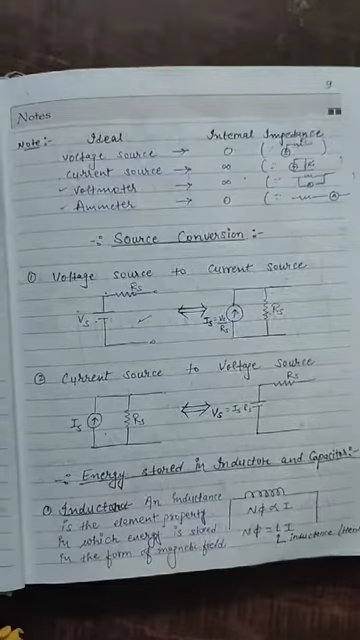 9
Notes
Note:- Ideal Internal Impedance
voltage source → 0
current source → ∞
Voltmeter → ∞
Ammeter → 0
-: Source Conversion :-
① Voltage source to Current source
Rs
Vs
Is = Vs/Rs
Rs
② Current source to Voltage source
Rs
Is
Rs
Vs = Is Rs
-: Energy stored in Inductor and Capacitor:-
① Inductance An Inductance
is the element property
in which energy is stored
in the form of magnetic field
Nϕ ∝ I
Nϕ = L I
L inductance (Hen